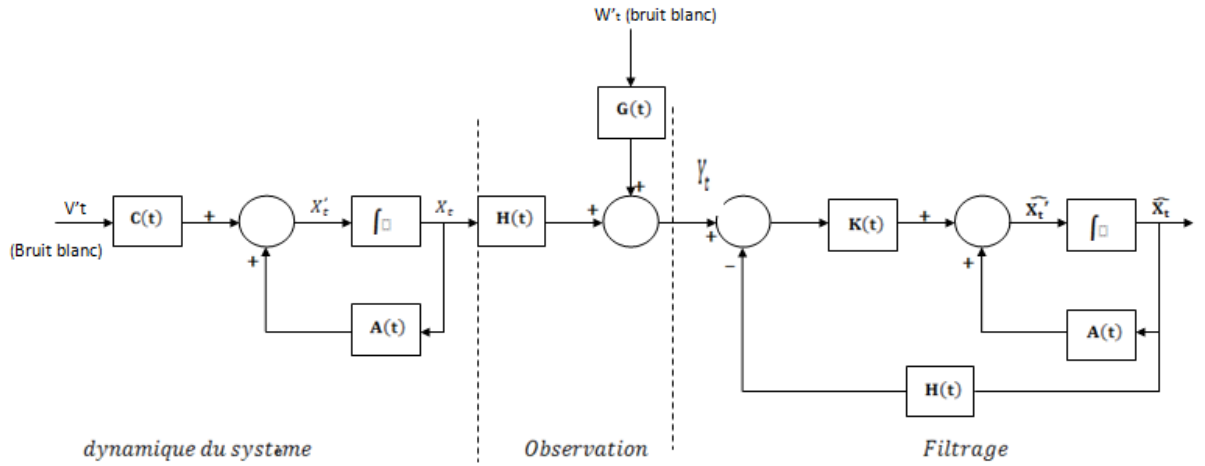 W'ₜ (bruit blanc)
G(t)
V't
(Bruit blanc)
C(t)
+
+
X'ₜ
∫□
Xₜ
A(t)
H(t)
+
+
Yₜ
+
−
K(t)
+
+
X̂ₜ'
∫□
X̂ₜ
A(t)
H(t)
dynamique du système
Observation
Filtrage